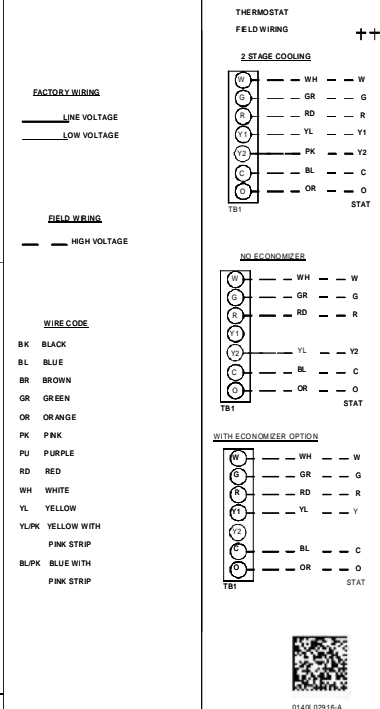 FACTORY WIRING
LINE VOLTAGE
LOW VOLTAGE
FIELD WIRING
HIGH VOLTAGE
WIRE CODE
BK BLACK
BL BLUE
BR BROWN
GR GREEN
OR ORANGE
PK PINK
PU PURPLE
RD RED
WH WHITE
YL YELLOW
YL/PK YELLOW WITH
PINK STRIP
BL/PK BLUE WITH
PINK STRIP
THERMOSTAT
FIELD WIRING
++
2 STAGE COOLING
W WH W
G GR G
R RD R
Y1 YL Y1
Y2 PK Y2
C BL C
O OR O
TB1 STAT
NO ECONOMIZER
W WH W
G GR G
R RD R
Y1
Y2 YL Y2
C BL C
O OR O
TB1 STAT
WITH ECONOMIZER OPTION
W WH W
G GR G
R RD R
Y1 YL Y
Y2
C BL C
O OR O
TB1 STAT
0140L02916-A